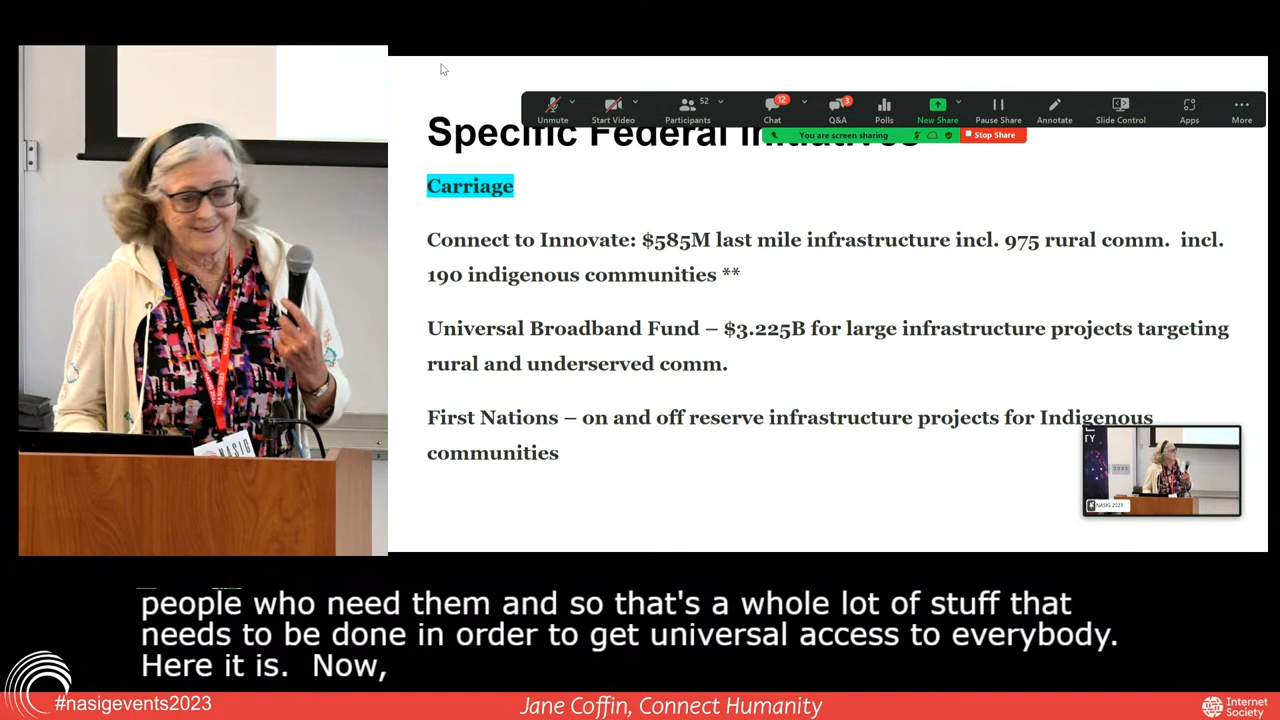 Unmute
Start Video
52
Participants
12
Chat
3
Q&A
Polls
New Share
Pause Share
Annotate
Slide Control
Apps
More
You are screen sharing
Stop Share
Specific Federal Initiatives
Carriage
Connect to Innovate: $585M last mile infrastructure incl. 975 rural comm. incl.
190 indigenous communities **
Universal Broadband Fund – $3.225B for large infrastructure projects targeting
rural and underserved comm.
First Nations – on and off reserve infrastructure projects for Indigenous
communities
TY
NASIG 2023
people who need them and so that's a whole lot of stuff that
needs to be done in order to get universal access to everybody.
Here it is. Now,
#nasigevents2023
Jane Coffin, Connect Humanity
Internet
Society